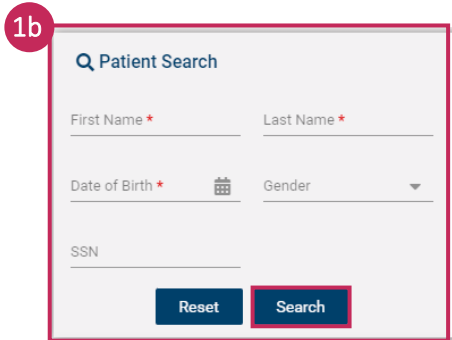 1b
Patient Search
First Name * Last Name *
Date of Birth * Gender
SSN
Reset Search